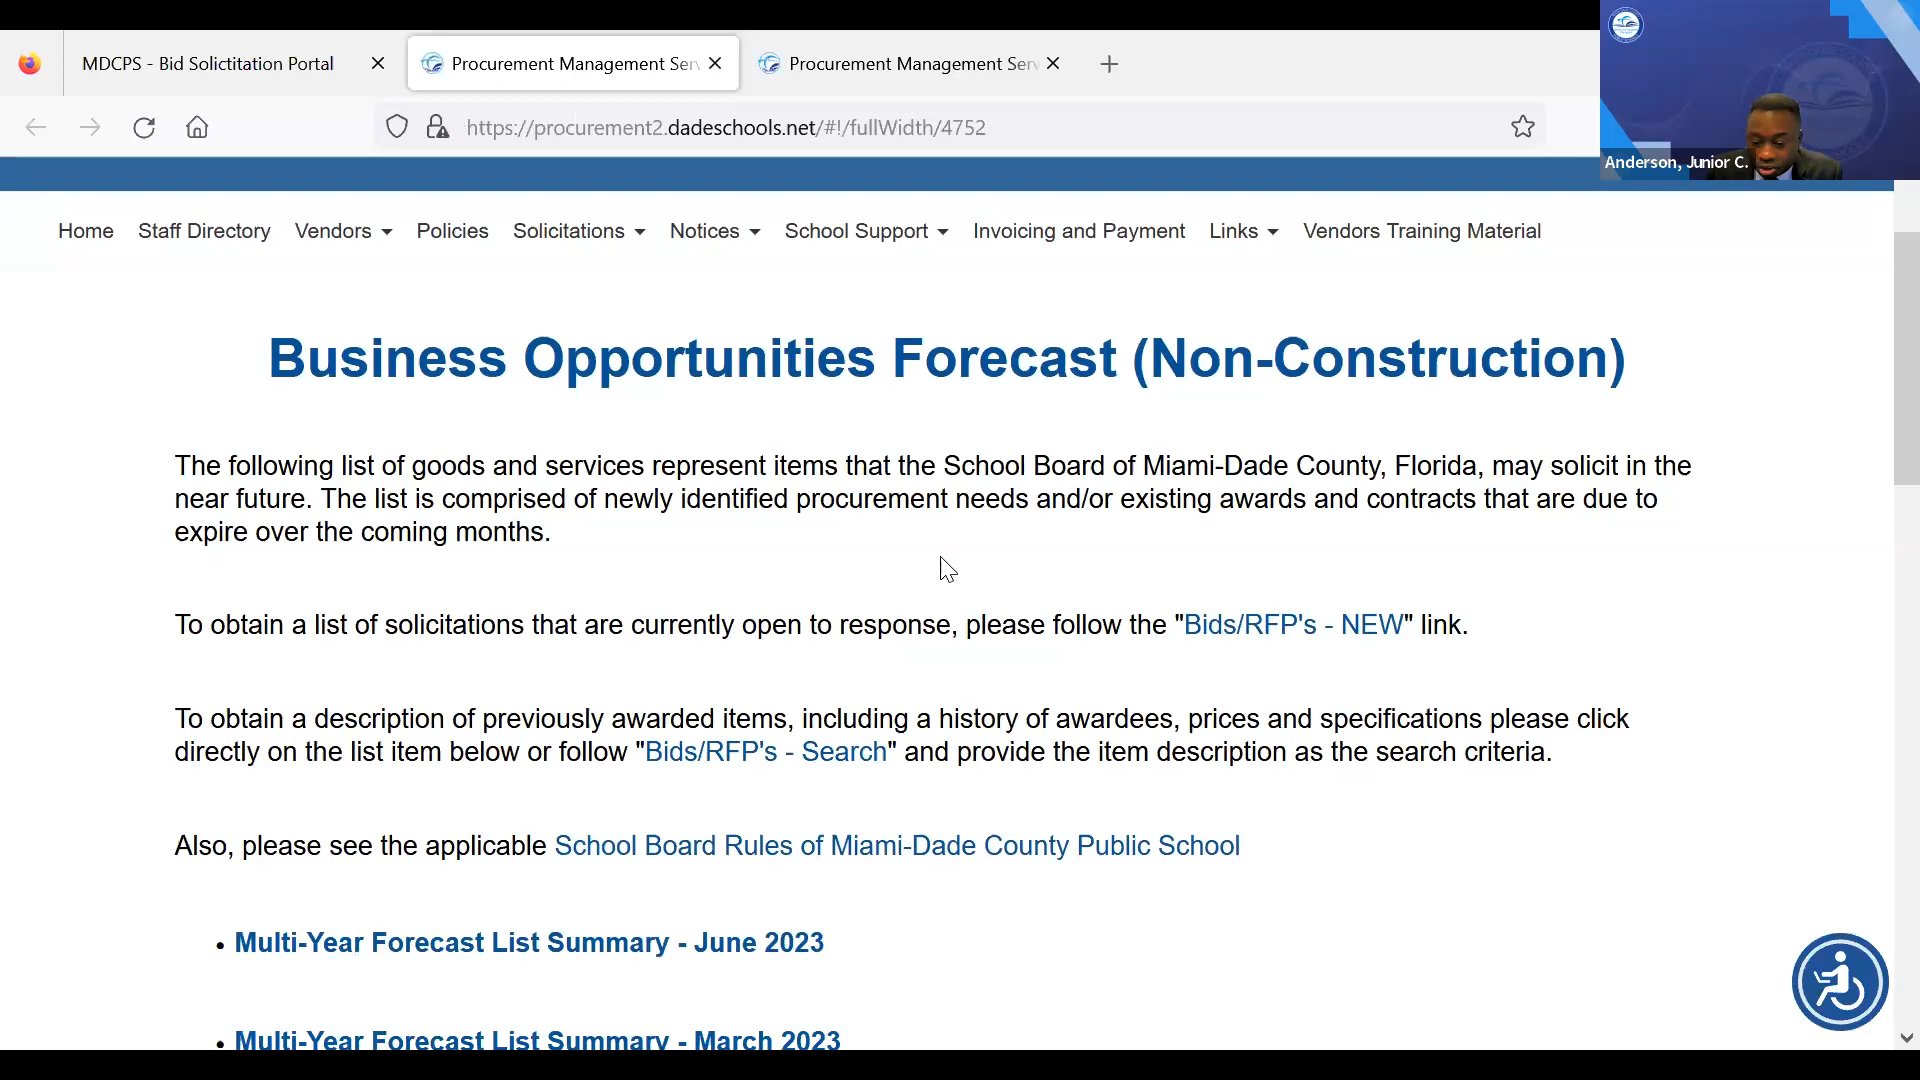 MDCPS - Bid Solictitation Portal
Procurement Management Ser
Procurement Management Serv
https://procurement2.dadeschools.net/#!/fullWidth/4752
Anderson, Junior C.
Home Staff Directory Vendors Policies Solicitations Notices School Support Invoicing and Payment Links Vendors Training Material
Business Opportunities Forecast (Non-Construction)
The following list of goods and services represent items that the School Board of Miami-Dade County, Florida, may solicit in the
near future. The list is comprised of newly identified procurement needs and/or existing awards and contracts that are due to
expire over the coming months.
To obtain a list of solicitations that are currently open to response, please follow the "Bids/RFP's - NEW" link.
To obtain a description of previously awarded items, including a history of awardees, prices and specifications please click
directly on the list item below or follow "Bids/RFP's - Search" and provide the item description as the search criteria.
Also, please see the applicable School Board Rules of Miami-Dade County Public School
• Multi-Year Forecast List Summary - June 2023
• Multi-Year Forecast List Summary - March 2023